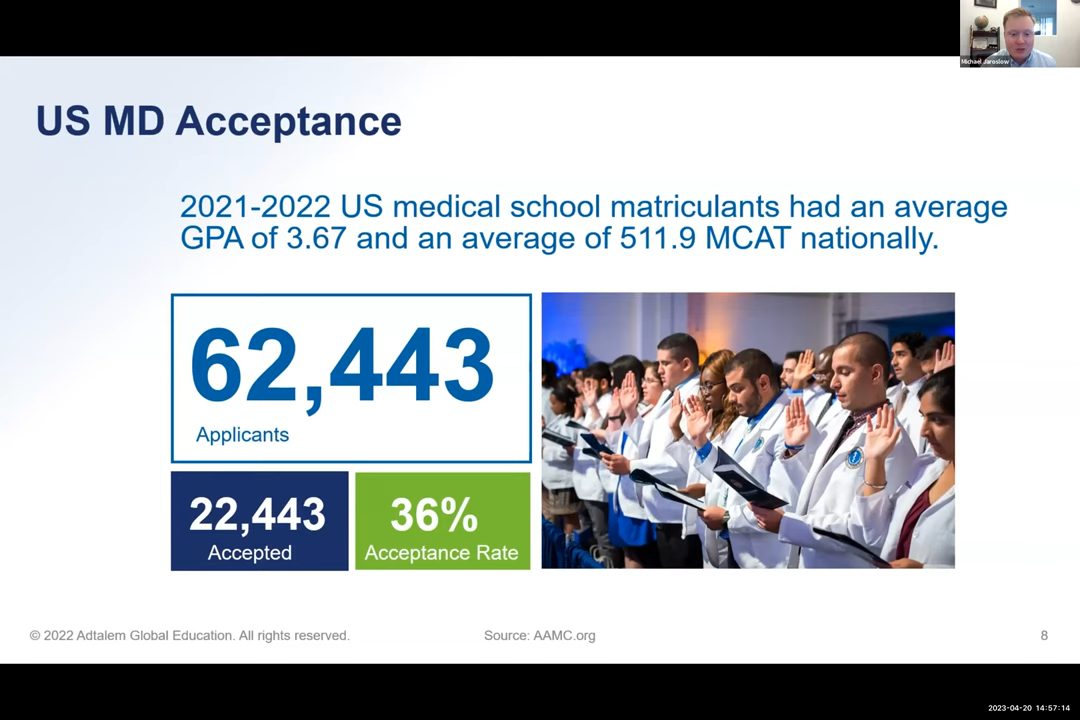 Michael Jaroslow
US MD Acceptance
2021-2022 US medical school matriculants had an average
GPA of 3.67 and an average of 511.9 MCAT nationally.
62,443
Applicants
22,443
Accepted
36%
Acceptance Rate
© 2022 Adtalem Global Education. All rights reserved.
Source: AAMC.org
8
2023-04-20 14:57:14